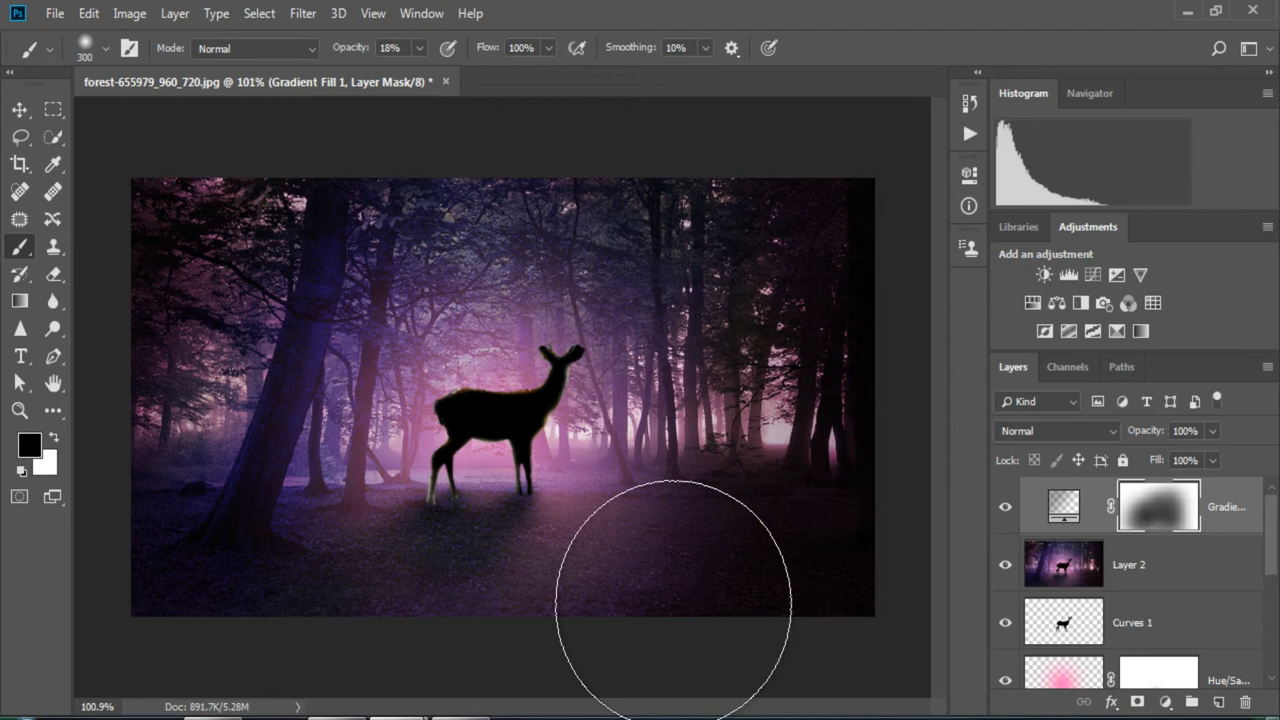 Ps File Edit Image Layer Type Select Filter 3D View Window Help
300 Mode: Normal Opacity: 18% Flow: 100% Smoothing: 10%
forest-655979_960_720.jpg @ 101% (Gradient Fill 1, Layer Mask/8) * ×
Histogram Navigator
Libraries Adjustments
Add an adjustment
Layers Channels Paths
Kind
Normal Opacity: 100%
Lock: Fill: 100%
Gradie...
Layer 2
Curves 1
Hue/Sa...
100.9% Doc: 891.7K/5.28M